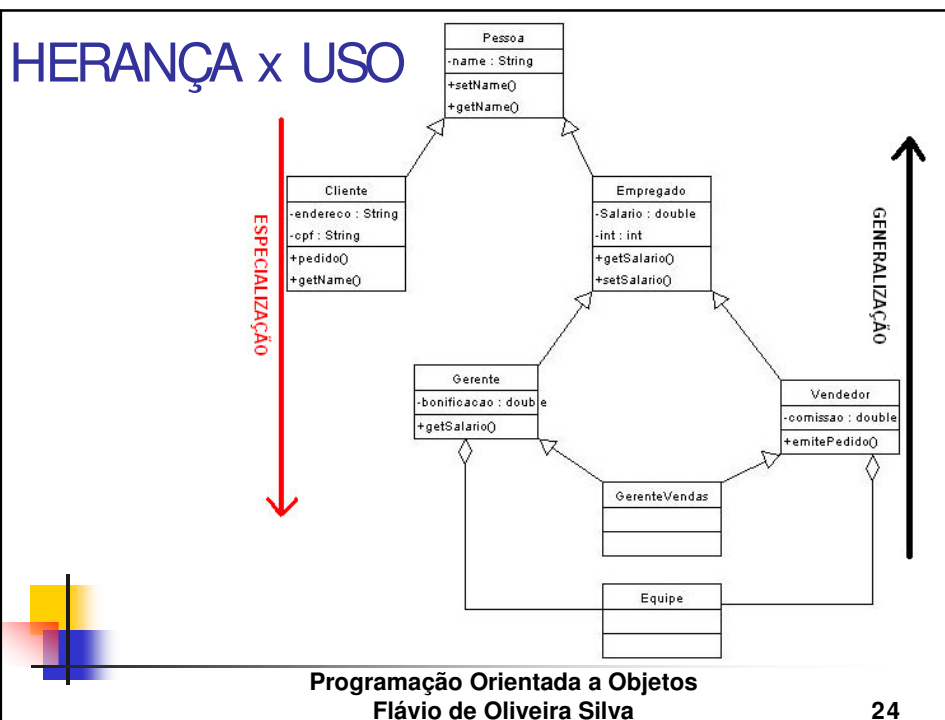 HERANÇA x USO
Pessoa
-name : String
+setName()
+getName()
Cliente
-endereco : String
-cpf : String
+pedido()
+getName()
Empregado
-Salario : double
-int : int
+getSalario()
+setSalario()
ESPECIALIZAÇÃO
GENERALIZAÇÃO
Gerente
-bonificacao : double
+getSalario()
Vendedor
-comissao : double
+emitePedido()
GerenteVendas
Equipe
Programação Orientada a Objetos
Flávio de Oliveira Silva
24